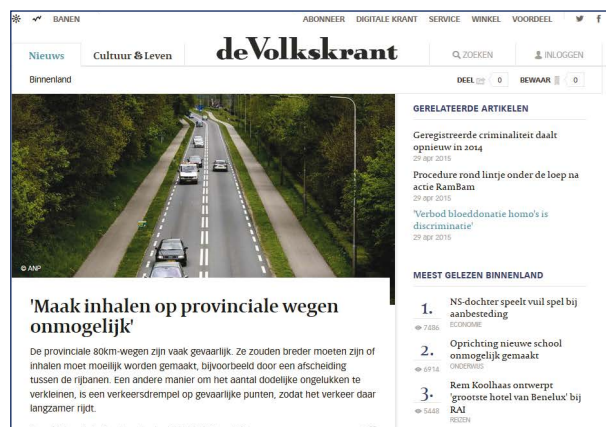 BANEN
ABONNEER DIGITALE KRANT SERVICE WINKEL VOORDEEL
Nieuws
Cultuur & Leven
de Volkskrant
ZOEKEN
INLOGGEN
Binnenland
DEEL 0 BEWAAR 0
© ANP
'Maak inhalen op provinciale wegen
onmogelijk'
De provinciale 80km-wegen zijn vaak gevaarlijk. Ze zouden breder moeten zijn of
inhalen moet moeilijk worden gemaakt, bijvoorbeeld door een afscheiding
tussen de rijbanen. Een andere manier om het aantal dodelijke ongelukken te
verkleinen, is een verkeersdrempel op gevaarlijke punten, zodat het verkeer daar
langzamer rijdt.
GERELATEERDE ARTIKELEN
Geregistreerde criminaliteit daalt
opnieuw in 2014
29 apr 2015
Procedure rond lintje onder de loep na
actie RamBam
29 apr 2015
'Verbod bloeddonatie homo's is
discriminatie'
29 apr 2015
MEEST GELEZEN BINNENLAND
1.
7486
NS-dochter speelt vuil spel bij
aanbesteding
ECONOMIE
2.
6914
Oprichting nieuwe school
onmogelijk gemaakt
ONDERWIJS
3.
5448
Rem Koolhaas ontwerpt
'grootste hotel van Benelux' bij
RAI
REIZEN